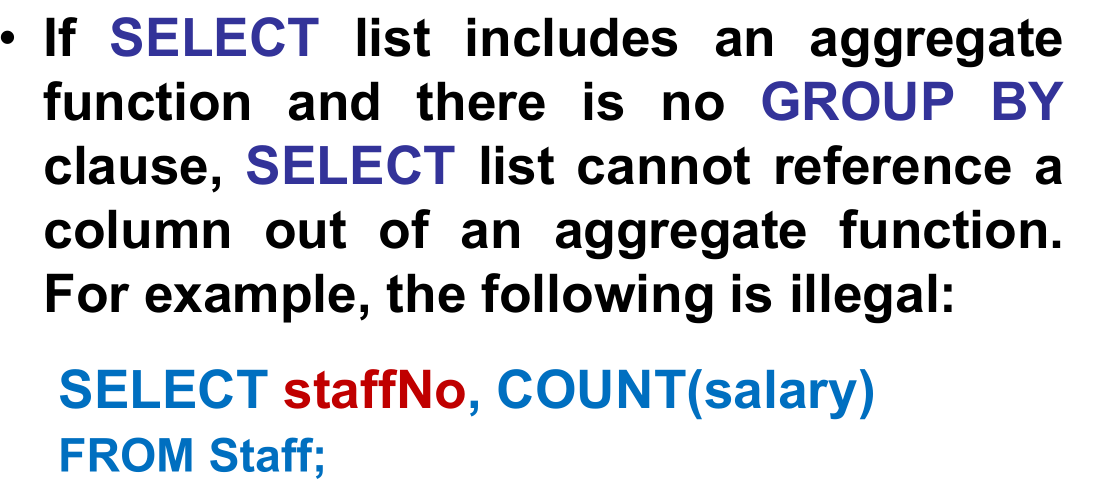 • If SELECT list includes an aggregate
function and there is no GROUP BY
clause, SELECT list cannot reference a
column out of an aggregate function.
For example, the following is illegal:
SELECT staffNo, COUNT(salary)
FROM Staff;